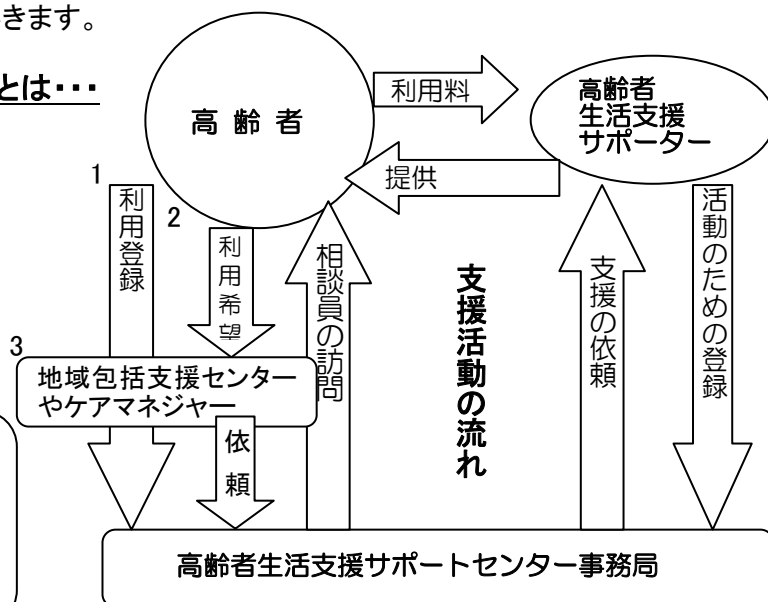 きます。
とは・・・
高齢者
利用料
高齢者
生活支援
サポーター
提供
1
利用登録
2
利用希望
相談員の訪問
支援活動の流れ
支援の依頼
活動のための登録
3
地域包括支援センター
やケアマネジャー
依頼
高齢者生活支援サポートセンター事務局